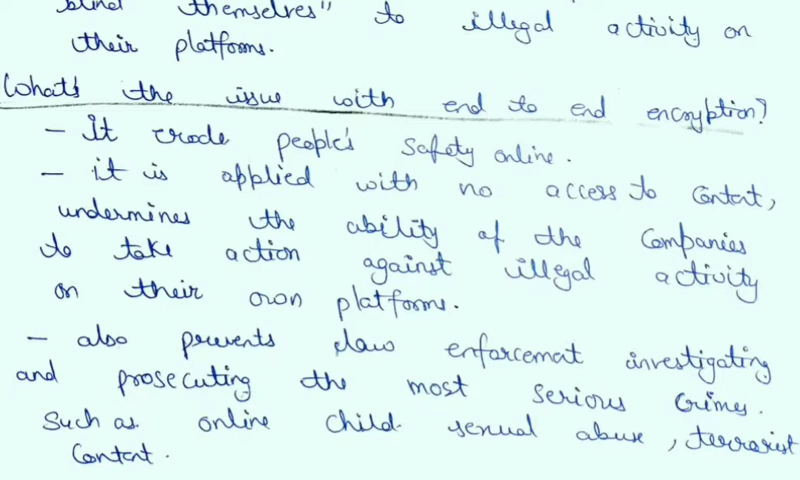 blind themselves" to illegal activity on
their platforms.
What's the issue with end to end encryption?
- It erode people's safety online.
- it is applied with no access to content,
undermines the ability of the Companies
to take action against illegal activity
on their own platforms.
- also prevents law enforcemat investigating
and prosecuting the most serious crimes.
Such as online child sexual abuse, terrorist
Content.